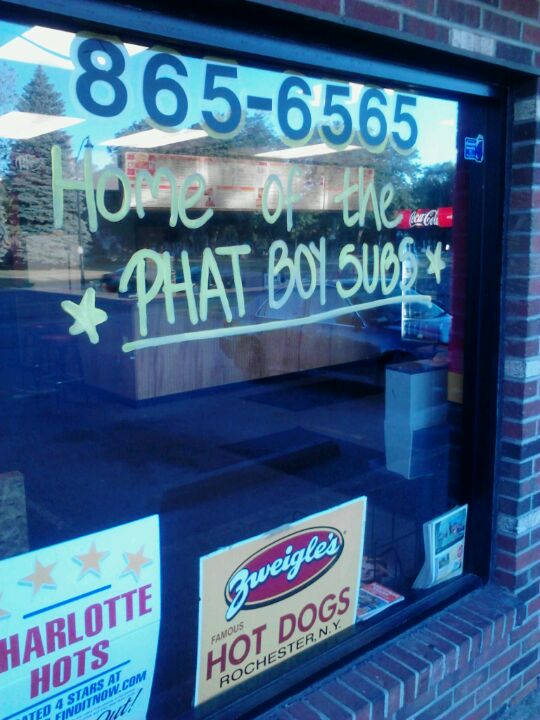 865-6565
Home of the
PHAT BOY SUBS
Coca-Cola
HARLOTTE
HOTS
ATED 4 STARS AT
FINDITNOW.COM
Out!
Zweigle's
FAMOUS
HOT DOGS
ROCHESTER, N.Y.